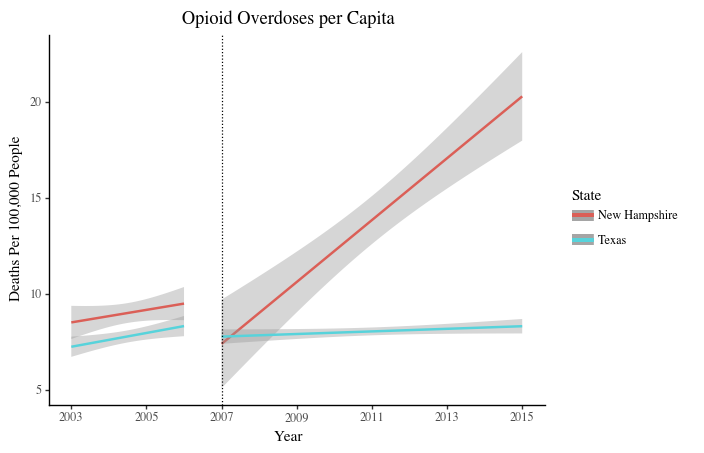 Opioid Overdoses per Capita
Deaths Per 100,000 People
20
15
10
5
2003 2005 2007 2009 2011 2013 2015
Year
State
New Hampshire
Texas